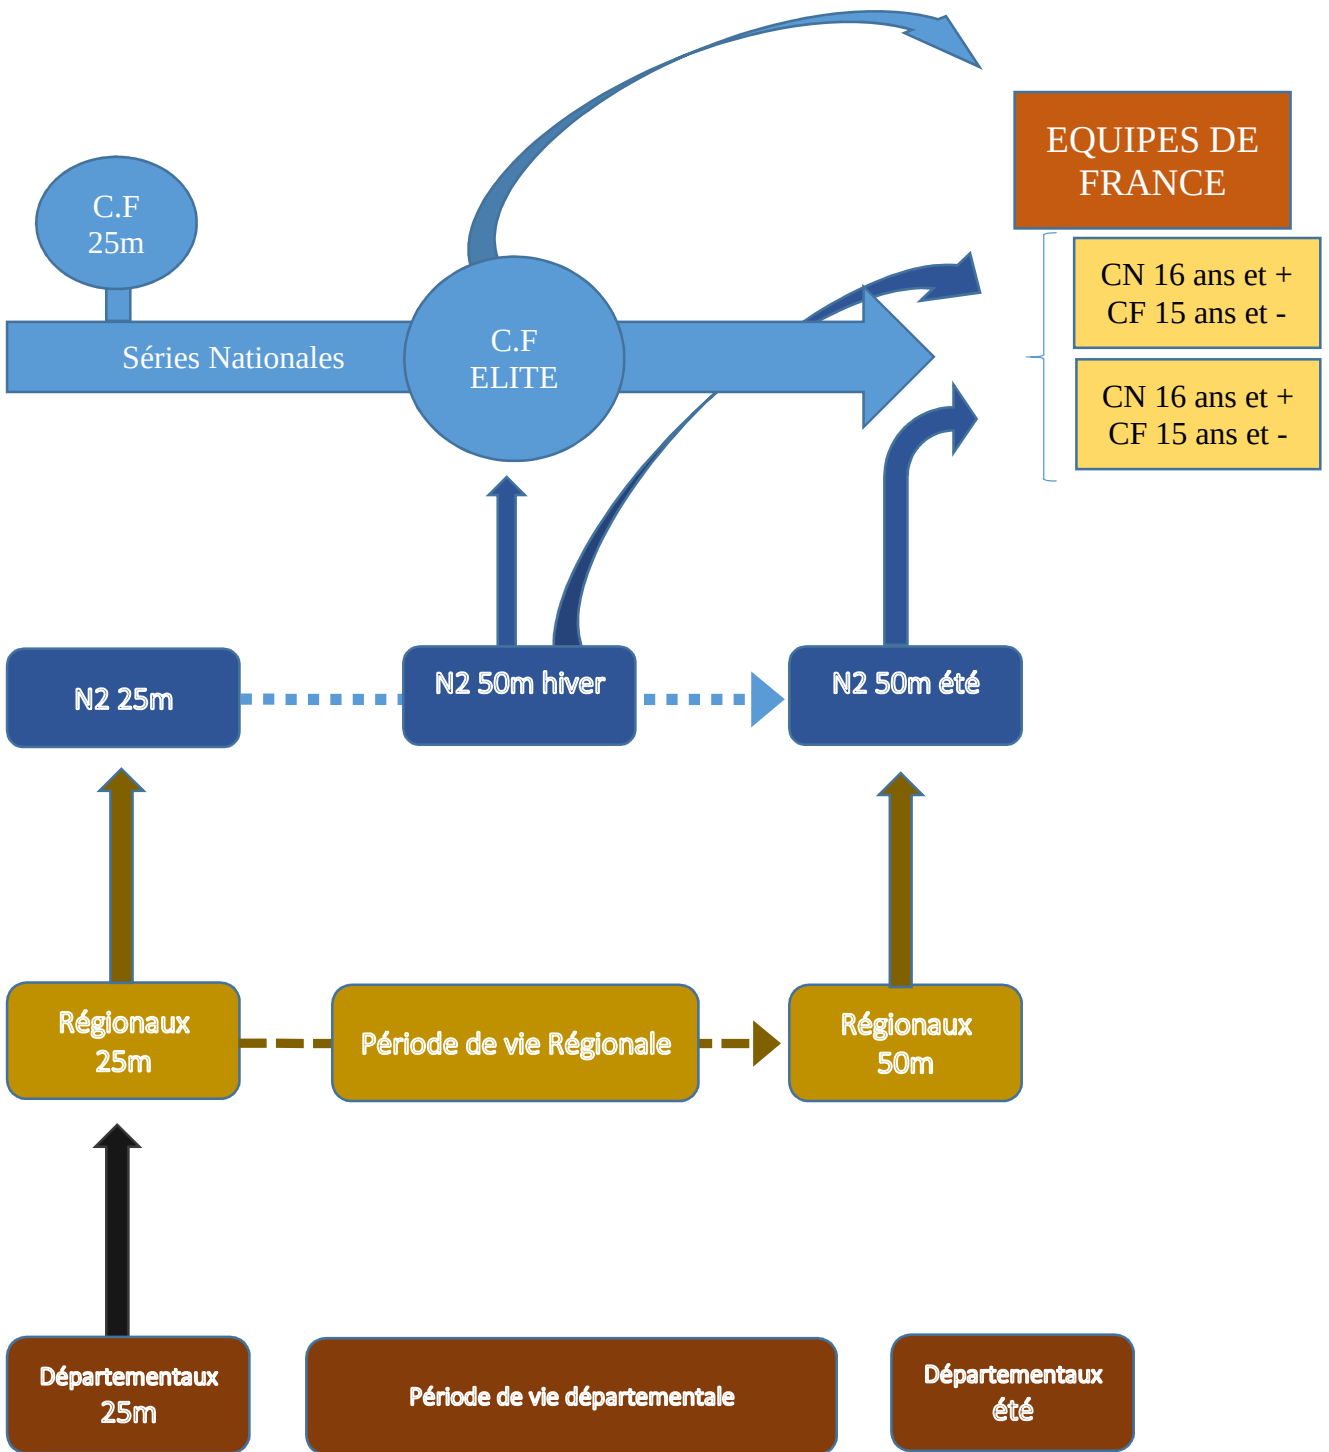 EQUIPES DE
FRANCE
C.F
25m
CN 16 ans et +
CF 15 ans et -
Séries Nationales
C.F
ELITE
CN 16 ans et +
CF 15 ans et -
N2 25m
N2 50m hiver
N2 50m été
Régionaux
25m
Période de vie Régionale
Régionaux
50m
Départementaux
25m
Période de vie départementale
Départementaux
été